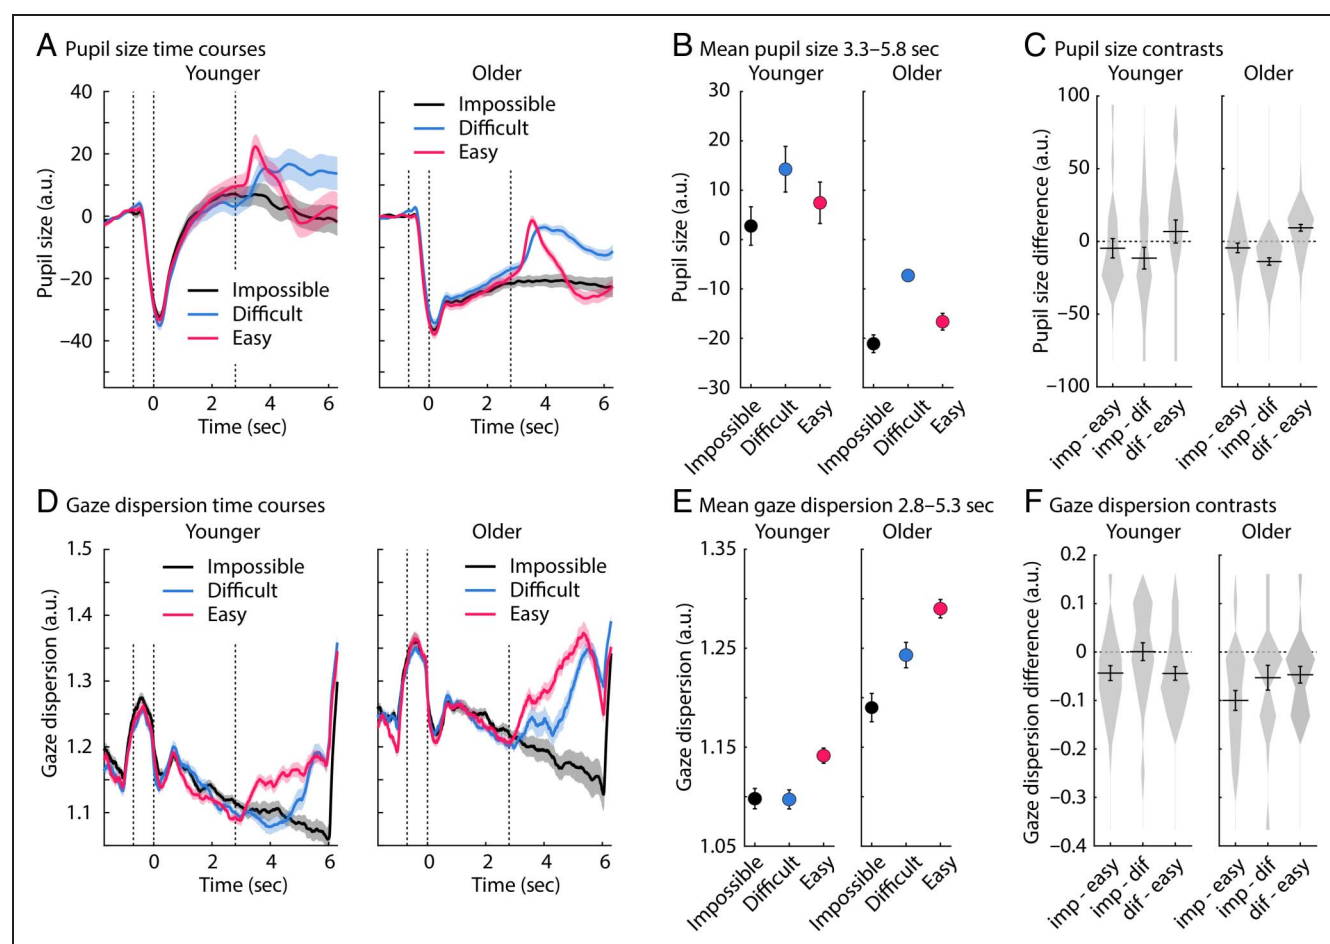 A Pupil size time courses
Younger
Older
Pupil size (a.u.)
40
20
0
−20
−40
Impossible
Difficult
Easy
Impossible
Difficult
Easy
0 2 4 6
Time (sec)
0 2 4 6
Time (sec)
B Mean pupil size 3.3–5.8 sec
Younger
Older
Pupil size (a.u.)
30
20
10
0
−10
−20
−30
Impossible
Difficult
Easy
Impossible
Difficult
Easy
C Pupil size contrasts
Younger
Older
Pupil size difference (a.u.)
100
50
0
−50
−100
imp - easy
imp - dif
dif - easy
imp - easy
imp - dif
dif - easy
D Gaze dispersion time courses
Younger
Older
Gaze dispersion (a.u.)
1.5
1.4
1.3
1.2
1.1
Impossible
Difficult
Easy
Impossible
Difficult
Easy
0 2 4 6
Time (sec)
0 2 4 6
Time (sec)
E Mean gaze dispersion 2.8–5.3 sec
Younger
Older
Gaze dispersion (a.u.)
1.35
1.25
1.15
1.05
Impossible
Difficult
Easy
Impossible
Difficult
Easy
F Gaze dispersion contrasts
Younger
Older
Gaze dispersion difference (a.u.)
0.2
0.1
0
−0.1
−0.2
−0.3
−0.4
imp - easy
imp - dif
dif - easy
imp - easy
imp - dif
dif - easy